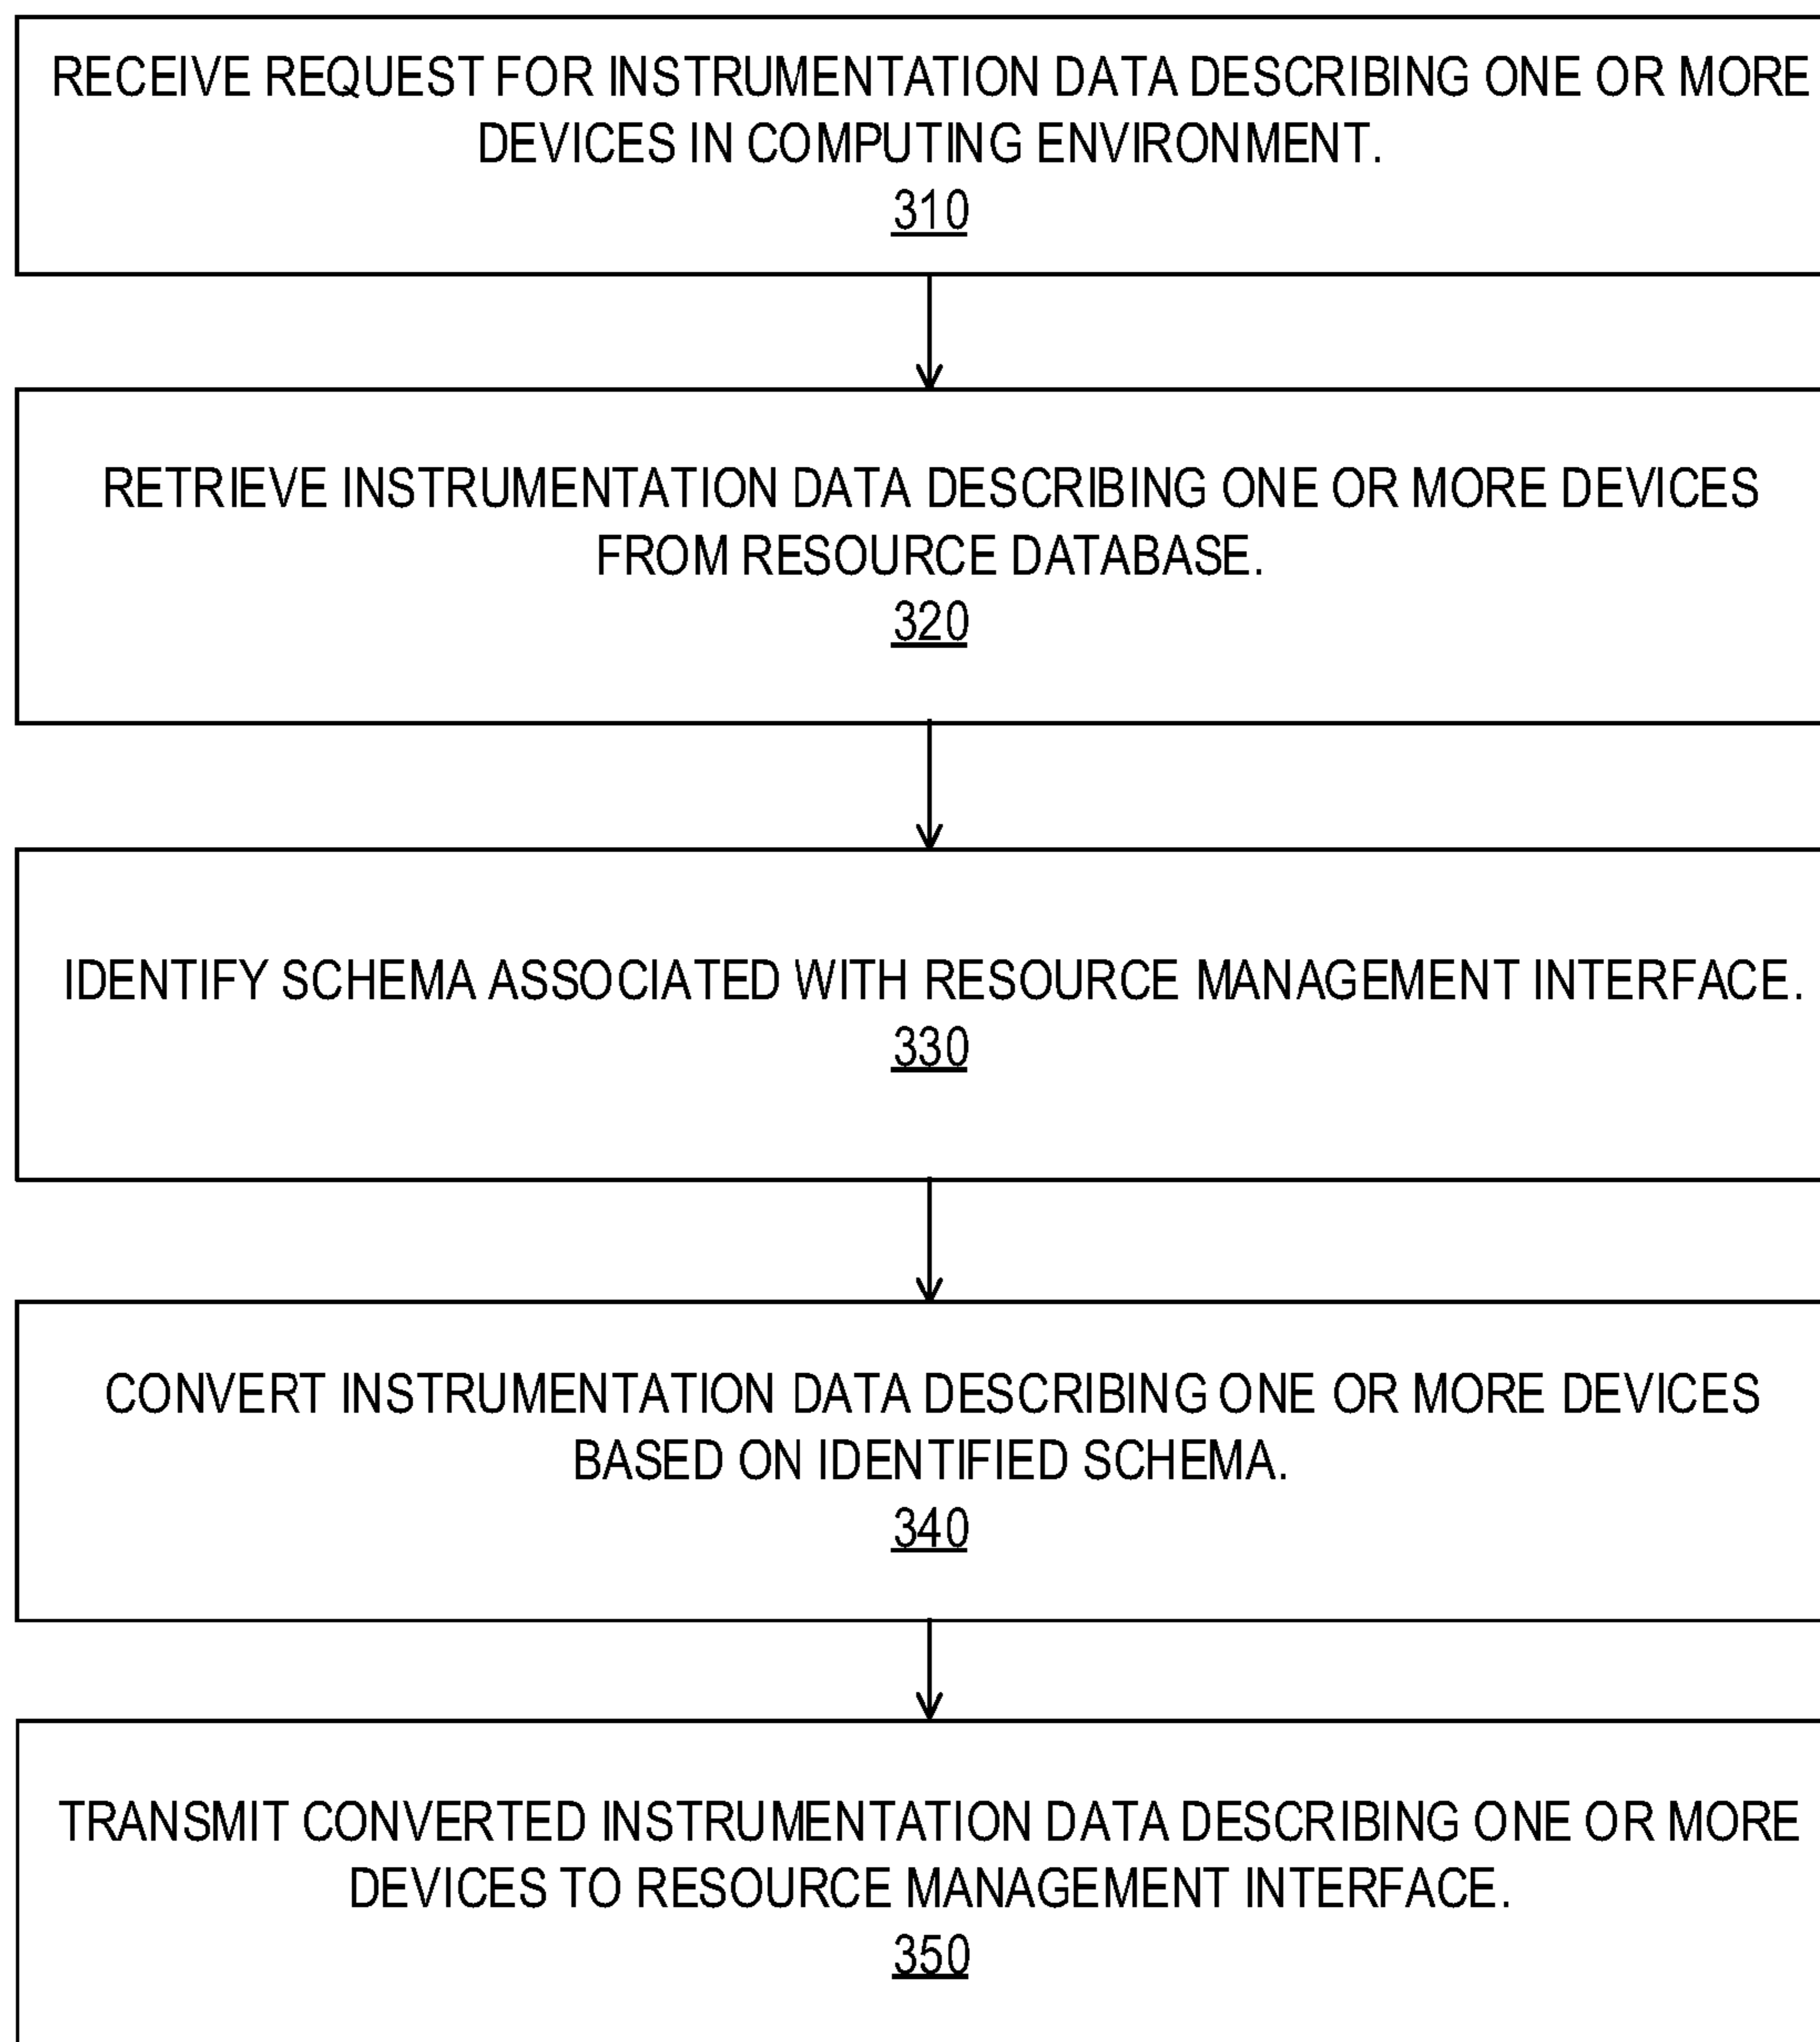 RECEIVE REQUEST FOR INSTRUMENTATION DATA DESCRIBING ONE OR MORE
DEVICES IN COMPUTING ENVIRONMENT.
310
RETRIEVE INSTRUMENTATION DATA DESCRIBING ONE OR MORE DEVICES
FROM RESOURCE DATABASE.
320
IDENTIFY SCHEMA ASSOCIATED WITH RESOURCE MANAGEMENT INTERFACE.
330
CONVERT INSTRUMENTATION DATA DESCRIBING ONE OR MORE DEVICES
BASED ON IDENTIFIED SCHEMA.
340
TRANSMIT CONVERTED INSTRUMENTATION DATA DESCRIBING ONE OR MORE
DEVICES TO RESOURCE MANAGEMENT INTERFACE.
350